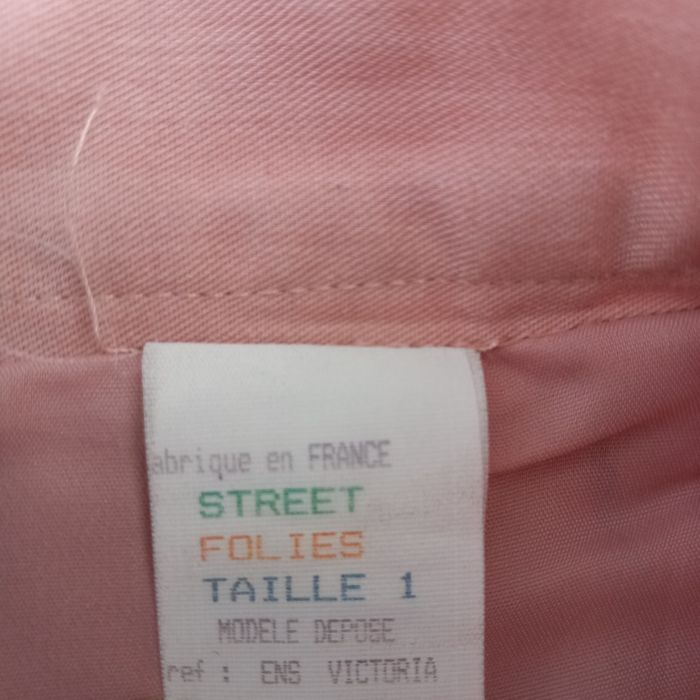 abrique en FRANCE
STREET
FOLIES
TAILLE 1
MODELE DEPOSE
ref : ENS VICTORIA